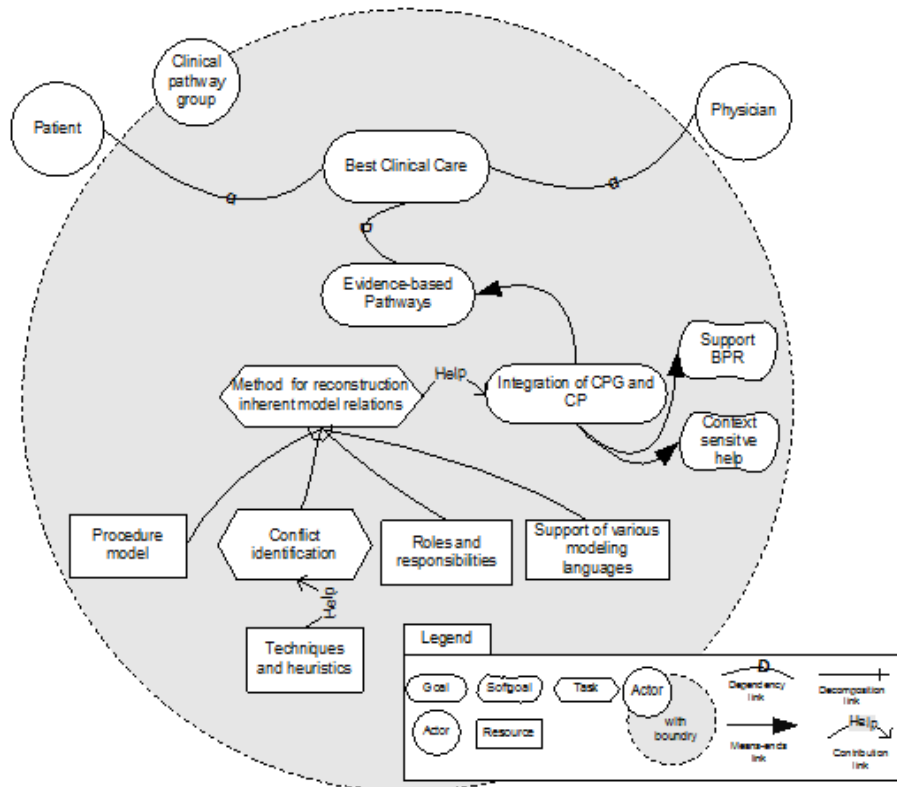 Clinical
pathway
group
Patient
Physician
Best Clinical Care
D
D
D
Evidence-based
Pathways
Support
BPR
Method for reconstruction
inherent model relations
Help
Integration of CPG and
CP
Context
sensitve
help
Procedure
model
Conflict
identification
Roles and
responsibilities
Support of various
modeling
languages
Help
Techniques
and heuristics
Legend
Goal
Softgoal
Task
Actor
with
boundry
D
Dependency
link
Decomposition
link
Actor
Resource
Means-ends
link
Help
Contribution
link